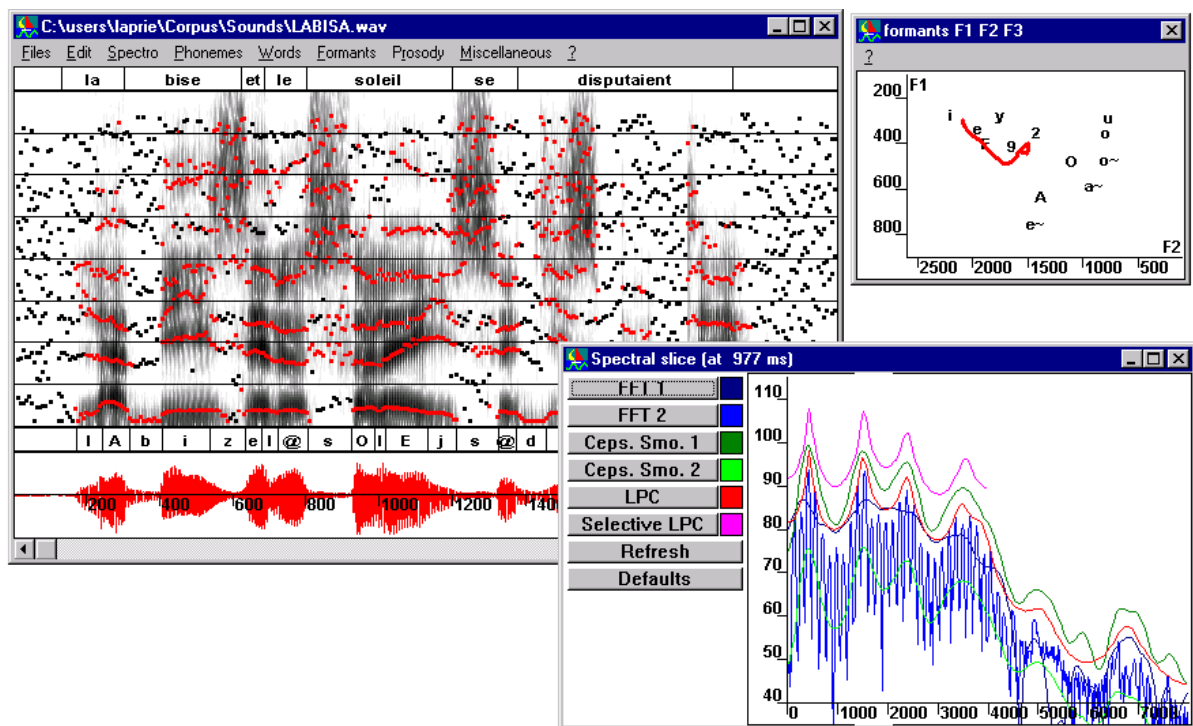 C:\users\laprie\Corpus\Sounds\LABISA.wav
Files Edit Spectro Phonemes Words Formants Prosody Miscellaneous ?
la bise et le soleil se disputaient
l A b i z e l @ s O l E j s @ d
200 400 600 800 1000 1200 140
formants F1 F2 F3
?
200 F1
i y u
e 2 o
400 E 9
O o~
600 a~
A
e~
800
F2
2500 2000 1500 1000 500
Spectral slice (at 977 ms)
FFT 1
FFT 2
Ceps. Smo. 1
Ceps. Smo. 2
LPC
Selective LPC
Refresh
Defaults
110
100
90
80
70
60
50
40
0 1000 2000 3000 4000 5000 6000 7000